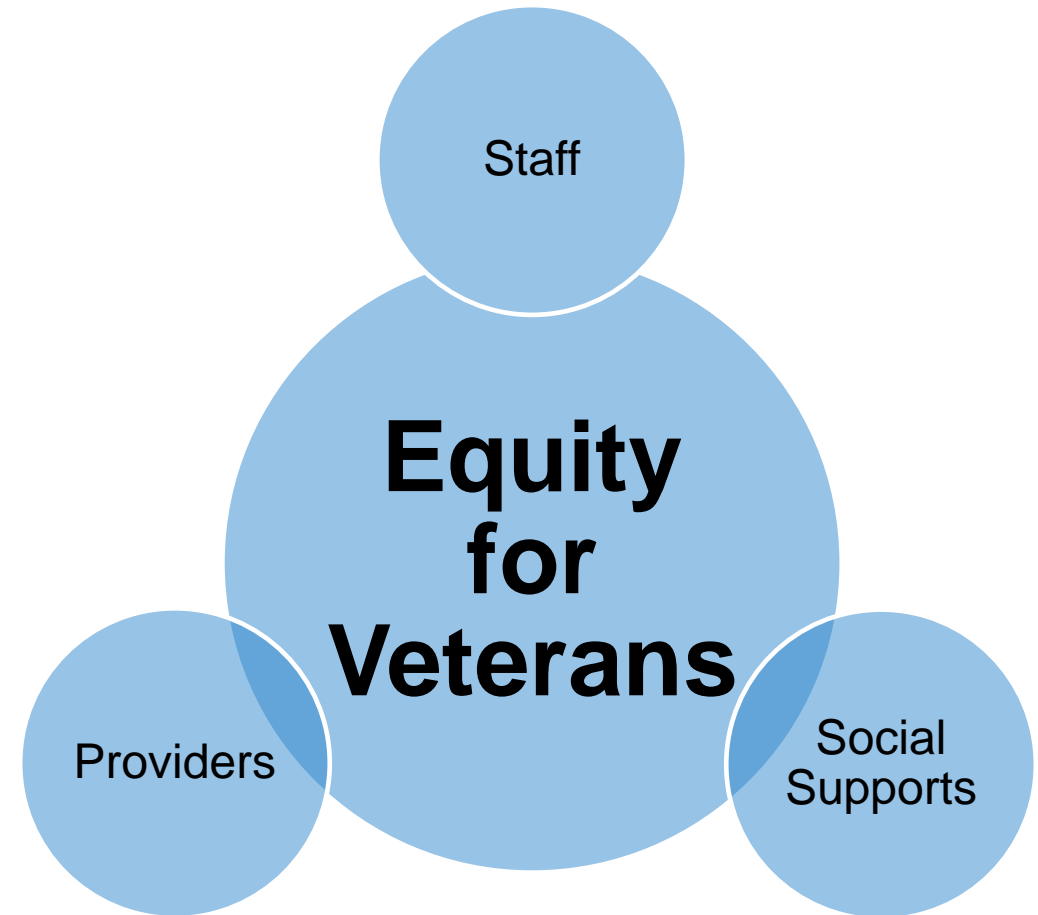 Staff
Equity
for
Veterans
Providers
Social
Supports